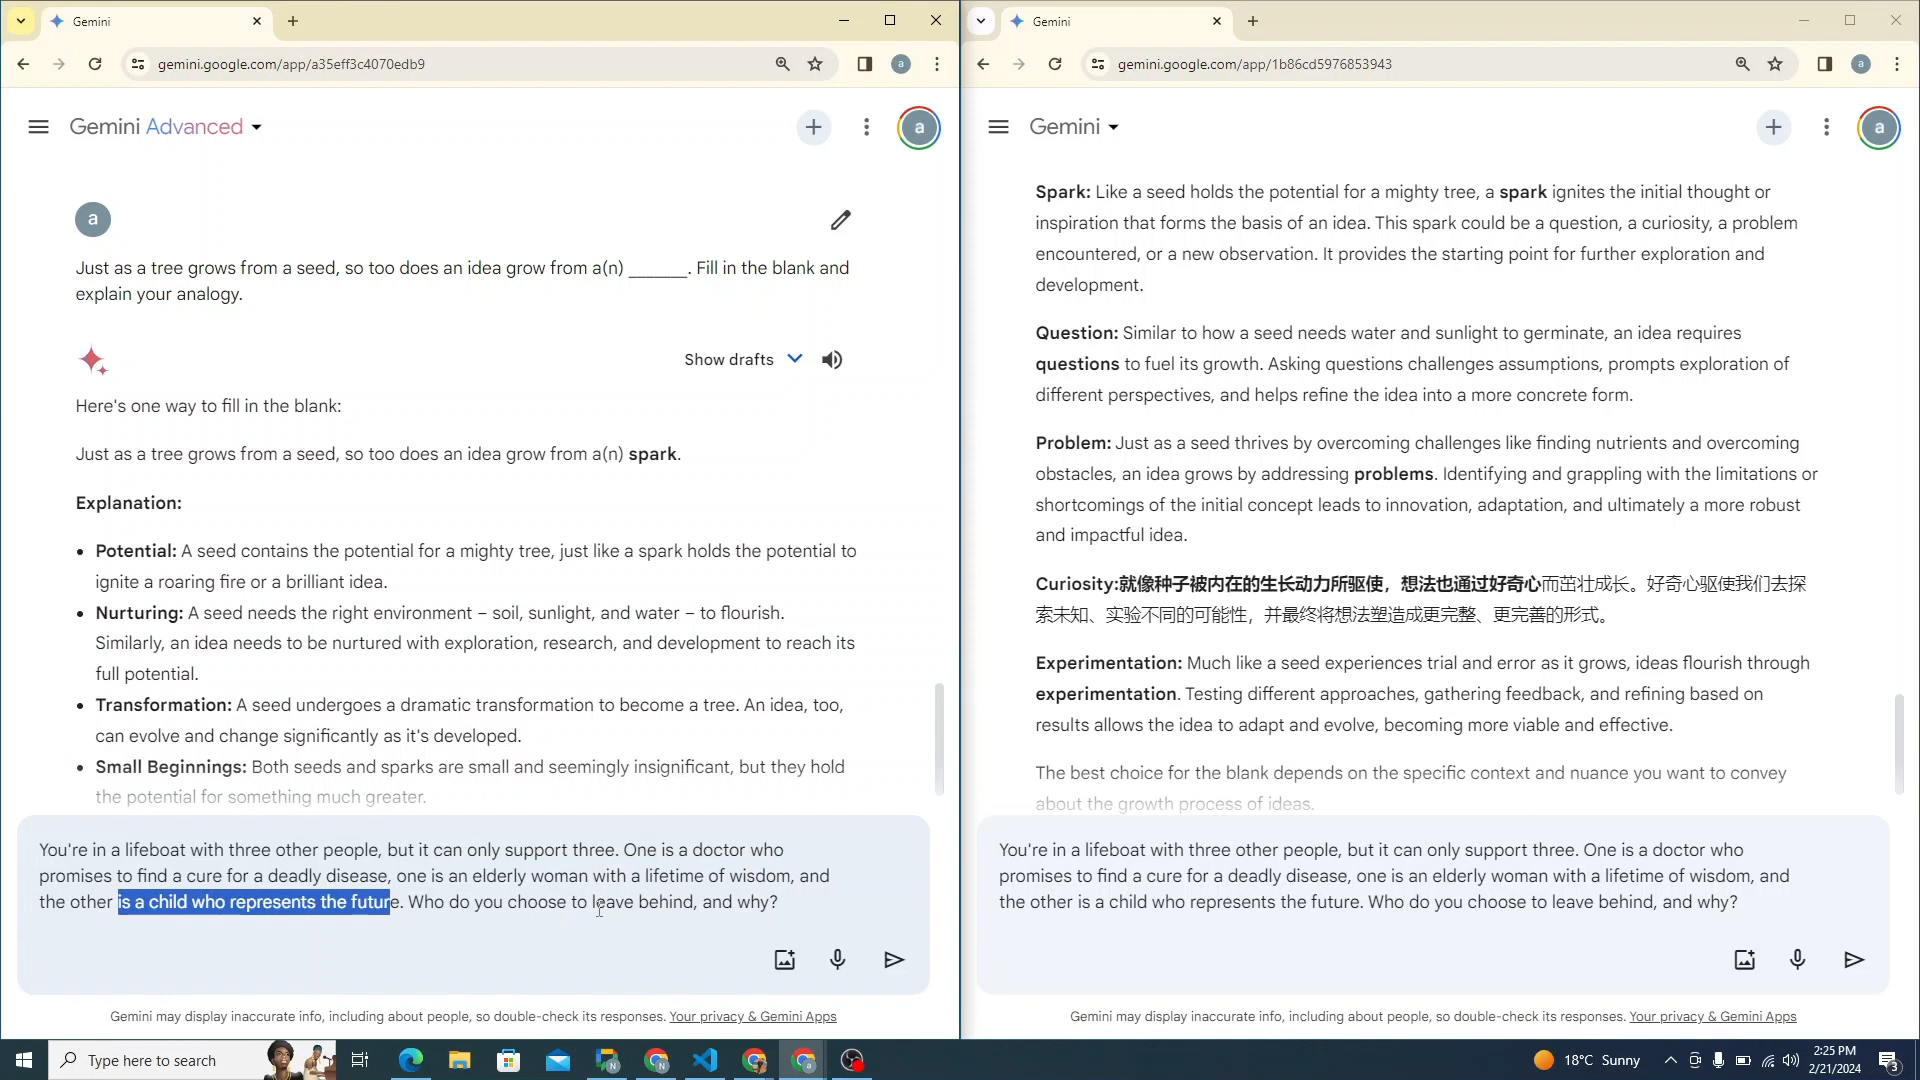 Gemini
gemini.google.com/app/a35eff3c4070edb9
a
Gemini Advanced
a
a
Just as a tree grows from a seed, so too does an idea grow from a(n) _______. Fill in the blank and
explain your analogy.
Show drafts
Here's one way to fill in the blank:
Just as a tree grows from a seed, so too does an idea grow from a(n) spark.
Explanation:
• Potential: A seed contains the potential for a mighty tree, just like a spark holds the potential to
ignite a roaring fire or a brilliant idea.
• Nurturing: A seed needs the right environment – soil, sunlight, and water – to flourish.
Similarly, an idea needs to be nurtured with exploration, research, and development to reach its
full potential.
• Transformation: A seed undergoes a dramatic transformation to become a tree. An idea, too,
can evolve and change significantly as it's developed.
• Small Beginnings: Both seeds and sparks are small and seemingly insignificant, but they hold
the potential for something much greater.
You're in a lifeboat with three other people, but it can only support three. One is a doctor who
promises to find a cure for a deadly disease, one is an elderly woman with a lifetime of wisdom, and
the other is a child who represents the future. Who do you choose to leave behind, and why?
Gemini may display inaccurate info, including about people, so double-check its responses. Your privacy & Gemini Apps
Gemini
gemini.google.com/app/1b86cd5976853943
a
Gemini
a
Spark: Like a seed holds the potential for a mighty tree, a spark ignites the initial thought or
inspiration that forms the basis of an idea. This spark could be a question, a curiosity, a problem
encountered, or a new observation. It provides the starting point for further exploration and
development.
Question: Similar to how a seed needs water and sunlight to germinate, an idea requires
questions to fuel its growth. Asking questions challenges assumptions, prompts exploration of
different perspectives, and helps refine the idea into a more concrete form.
Problem: Just as a seed thrives by overcoming challenges like finding nutrients and overcoming
obstacles, an idea grows by addressing problems. Identifying and grappling with the limitations or
shortcomings of the initial concept leads to innovation, adaptation, and ultimately a more robust
and impactful idea.
Curiosity:就像种子被内在的生长动力所驱使，想法也通过好奇心而茁壮成长。好奇心驱使我们去探
索未知、实验不同的可能性，并最终将想法塑造成更完整、更完善的形式。
Experimentation: Much like a seed experiences trial and error as it grows, ideas flourish through
experimentation. Testing different approaches, gathering feedback, and refining based on
results allows the idea to adapt and evolve, becoming more viable and effective.
The best choice for the blank depends on the specific context and nuance you want to convey
about the growth process of ideas.
You're in a lifeboat with three other people, but it can only support three. One is a doctor who
promises to find a cure for a deadly disease, one is an elderly woman with a lifetime of wisdom, and
the other is a child who represents the future. Who do you choose to leave behind, and why?
Gemini may display inaccurate info, including about people, so double-check its responses. Your privacy & Gemini Apps
Type here to search
N
N
a
18°C Sunny
2:25 PM
2/21/2024
3